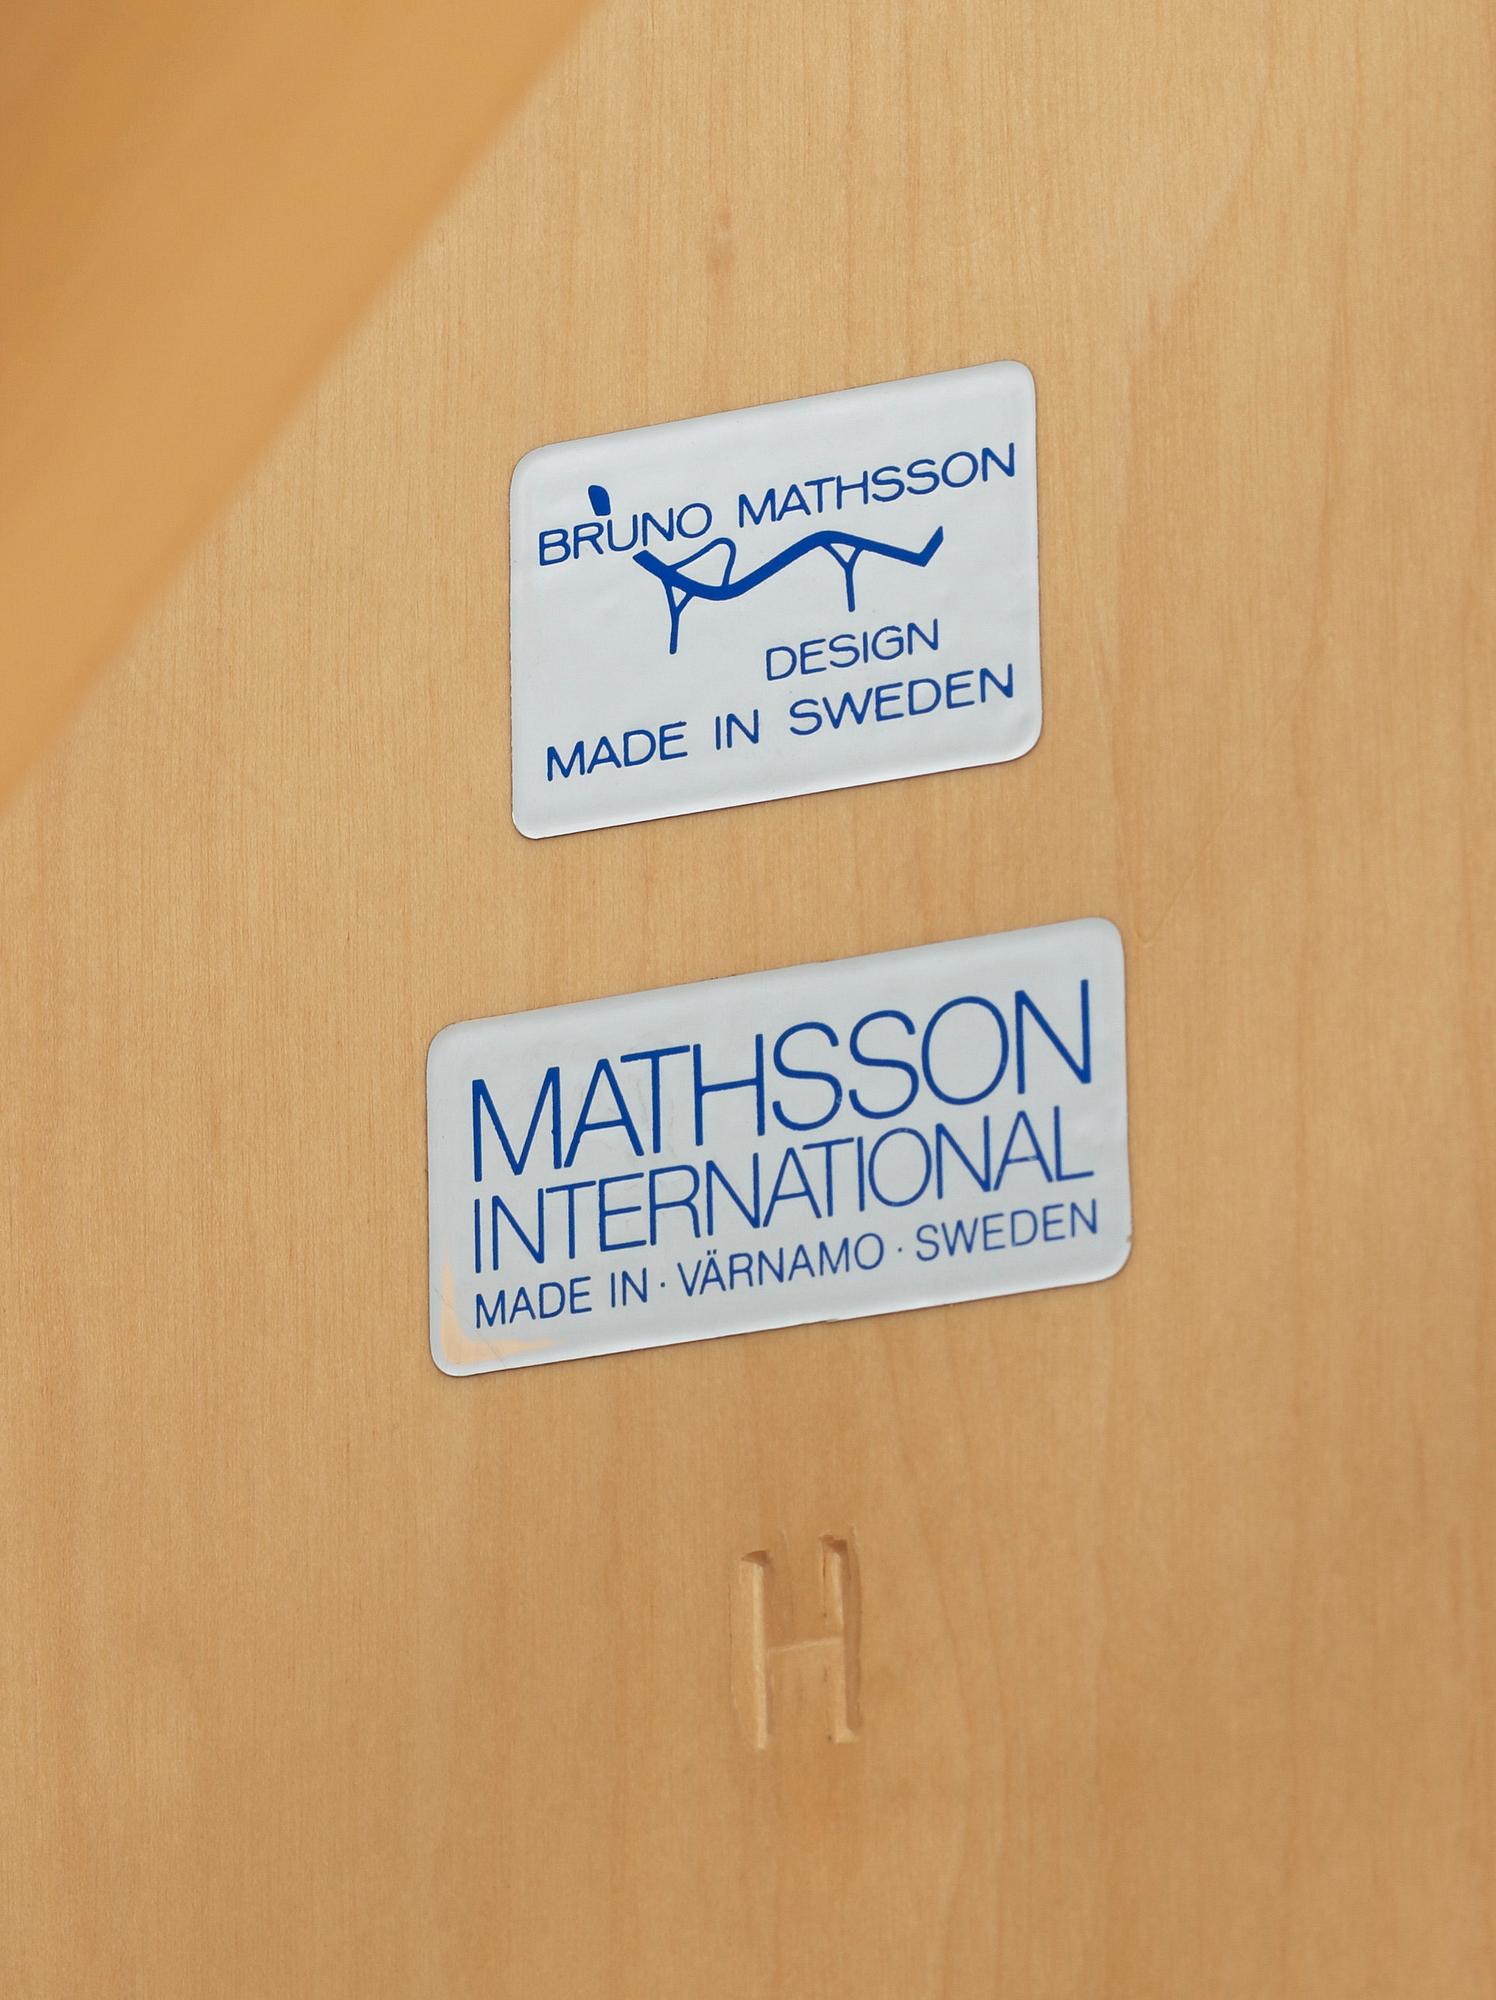 BRUNO MATHSSON
DESIGN
MADE IN SWEDEN
MATHSSON
INTERNATIONAL
MADE IN · VÄRNAMO · SWEDEN
H